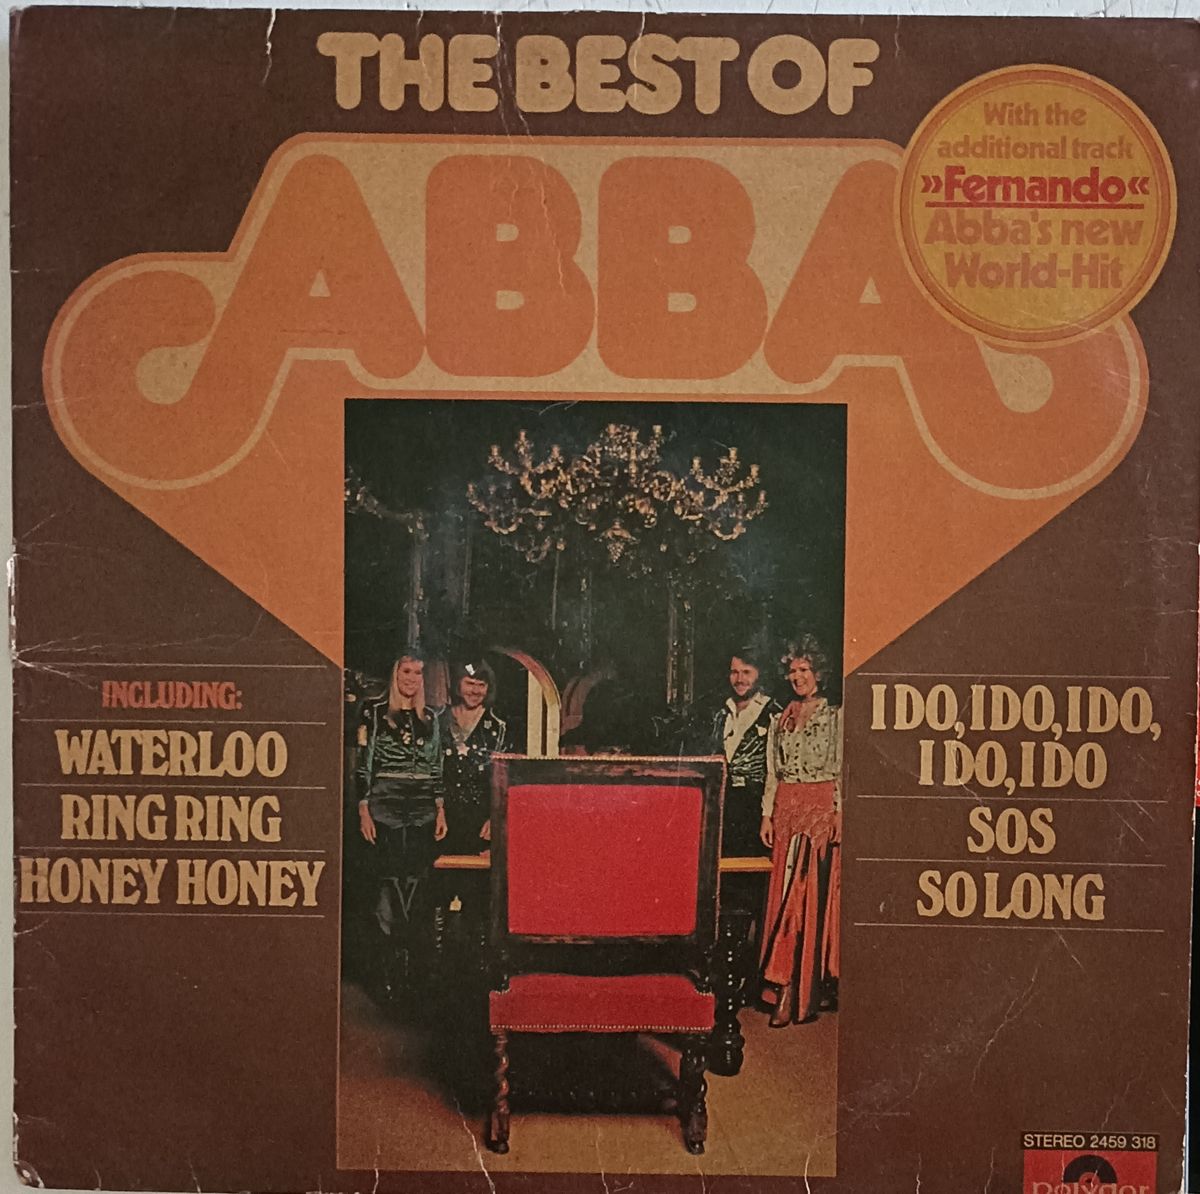 THE BEST OF
ABBA
With the
additional track
»Fernando«
Abba's new
World-Hit
INCLUDING:
WATERLOO
RING RING
HONEY HONEY
I DO, I DO, I DO,
I DO, I DO
SOS
SO LONG
STEREO 2459 318
polydor